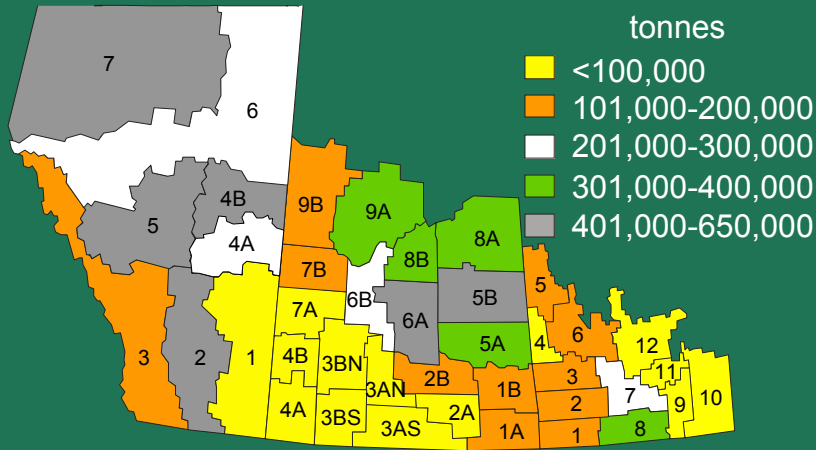 tonnes
<100,000
101,000-200,000
201,000-300,000
301,000-400,000
401,000-650,000
7
6
5
4B
4A
3
2
1
9B
9A
8B
8A
7B
6B
6A
5B
5A
7A
4B
3BN
3AN
2B
1B
4A
3BS
3AS
2A
1A
5
4
6
12
3
11
2
7
9
10
1
8